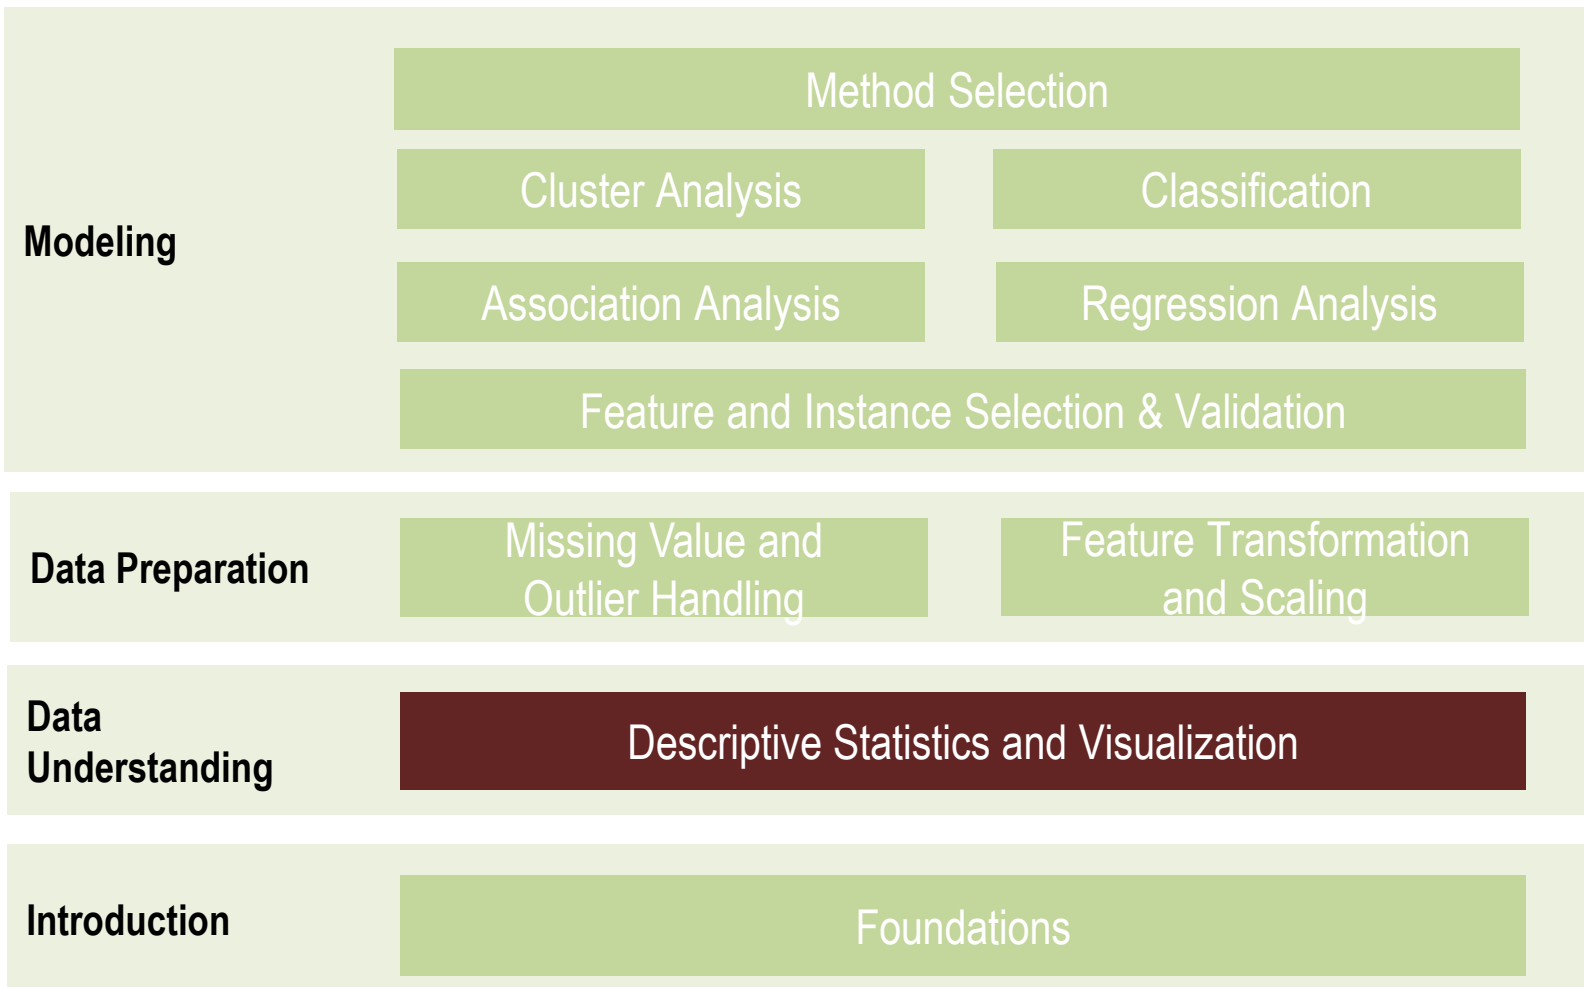 Method Selection
Cluster Analysis
Classification
Modeling
Association Analysis
Regression Analysis
Feature and Instance Selection & Validation
Data Preparation
Missing Value and
Outlier Handling
Feature Transformation
and Scaling
Data
Understanding
Descriptive Statistics and Visualization
Introduction
Foundations